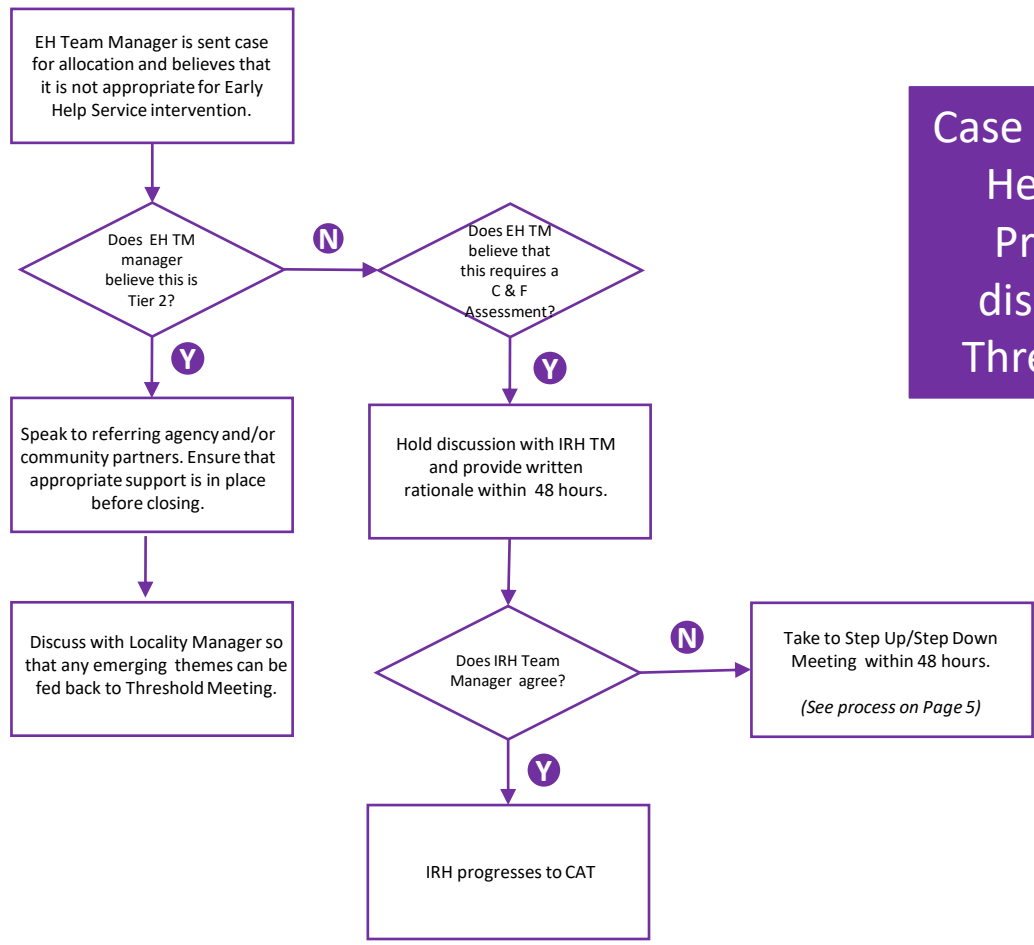 EH Team Manager is sent case
for allocation and believes that
it is not appropriate for Early
Help Service intervention.
Does EH TM
manager
believe this is
Tier 2?
N
Does EH TM
believe that
this requires a
C & F
Assessment?
Y
Speak to referring agency and/or
community partners. Ensure that
appropriate support is in place
before closing.
Y
Hold discussion with IRH TM
and provide written
rationale within 48 hours.
Discuss with Locality Manager so
that any emerging themes can be
fed back to Threshold Meeting.
Does IRH Team
Manager agree?
N
Take to Step Up/Step Down
Meeting within 48 hours.
(See process on Page 5)
Y
IRH progresses to CAT
Case